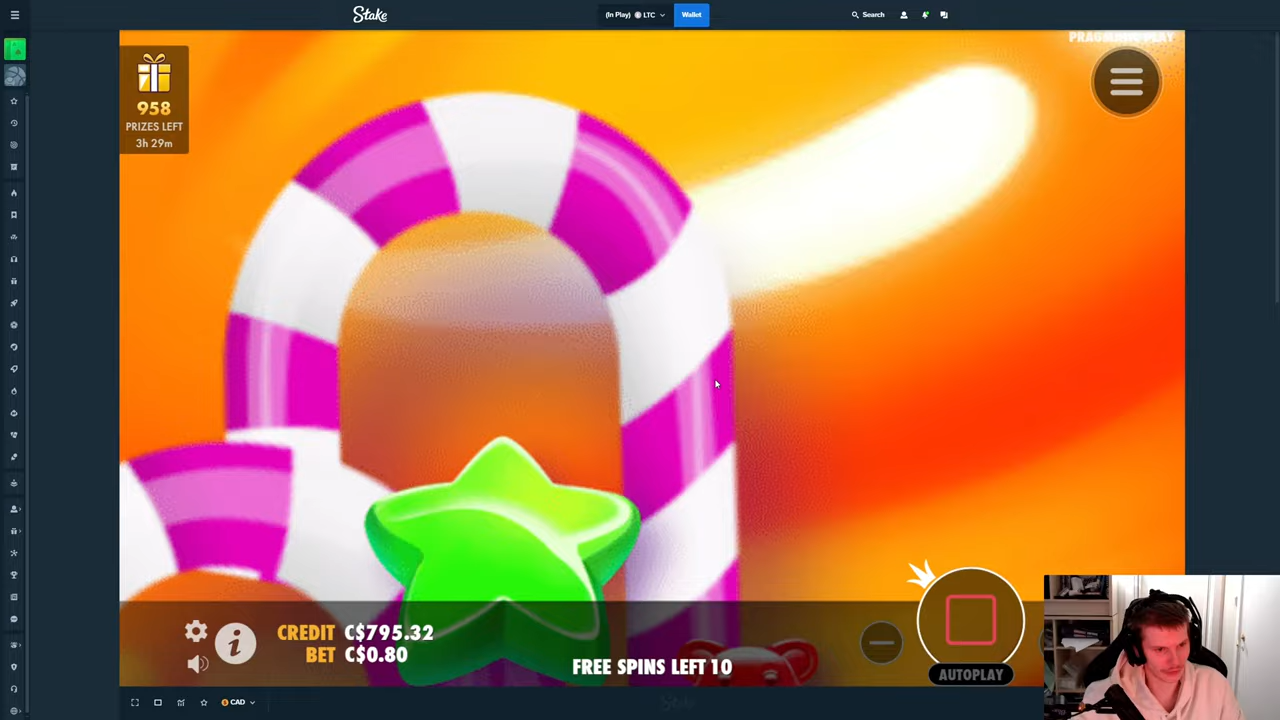 Stake
(In Play) LTC
Wallet
Search
PRAGMATIC PLAY
958
PRIZES LEFT
3h 29m
CREDIT C$795.32
BET C$0.80
FREE SPINS LEFT 10
AUTOPLAY
CAD
Stake